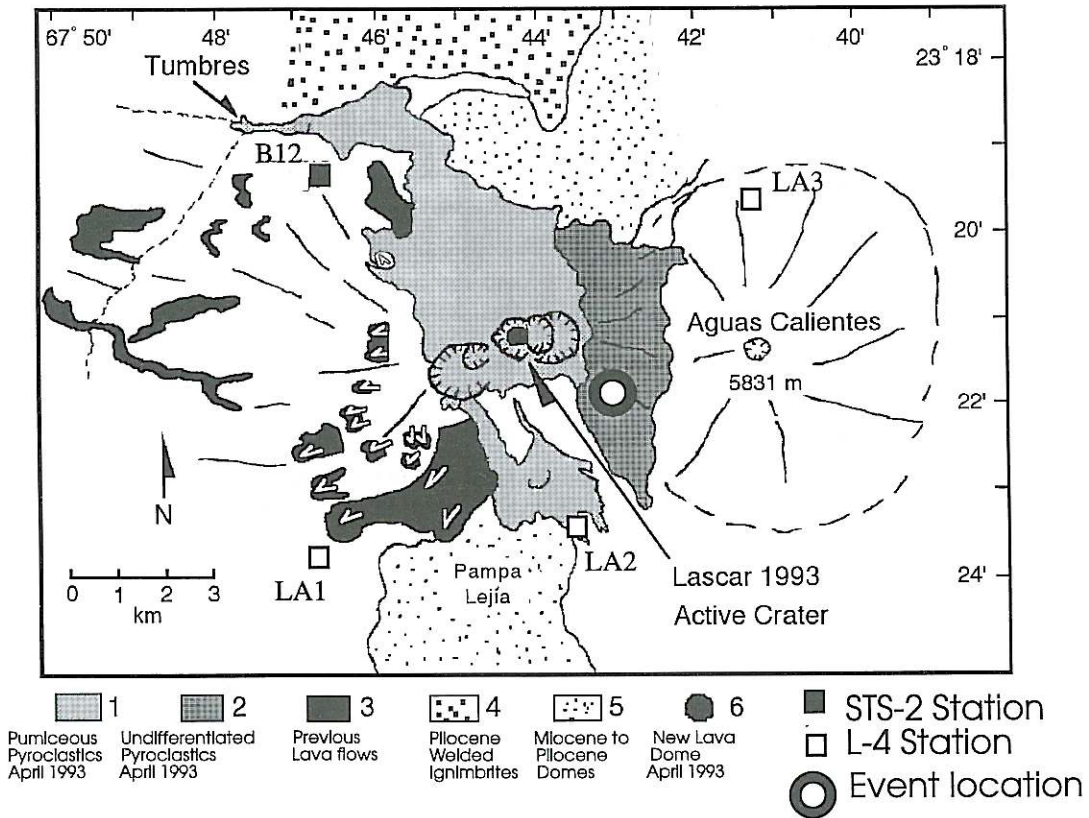 67° 50' 48' 46' 44' 42' 40'
23° 18'
Tumbres
B12
LA3
20'
Aguas Calientes
5831 m
22'
N
0 1 2 3
km
LA1
Pampa
Lejía
LA2
Lascar 1993
Active Crater
24'
1 2 3 4 5 6
Pumiceous
Pyroclastics
April 1993
Undifferentiated
Pyroclastics
April 1993
Previous
Lava flows
Pliocene
Welded
Ignimbrites
Miocene to
Pliocene
Domes
New Lava
Dome
April 1993
STS-2 Station
L-4 Station
Event location